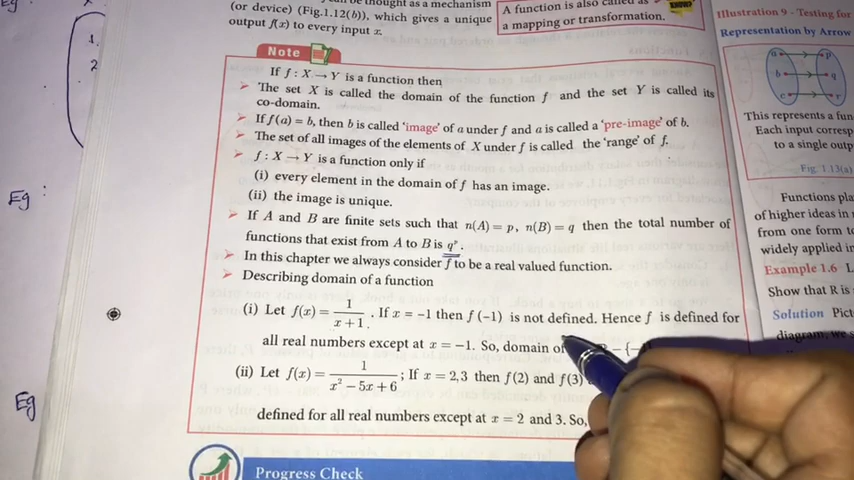 Eg
1.
2
Eg :
Eg
be thought as a mechanism
(or device) (Fig.1.12(b)), which gives a unique
output f(x) to every input x.
A function is also called as
a mapping or transformation.
Note
If f : X → Y is a function then
➤ The set X is called the domain of the function f and the set Y is called its
co-domain.
➤ If f(a) = b, then b is called 'image' of a under f and a is called a 'pre-image' of b.
➤ The set of all images of the elements of X under f is called the 'range' of f.
➤ f : X → Y is a function only if
(i) every element in the domain of f has an image.
(ii) the image is unique.
➤ If A and B are finite sets such that n(A) = p, n(B) = q then the total number of
functions that exist from A to B is qᵖ.
➤ In this chapter we always consider f to be a real valued function.
➤ Describing domain of a function
(i) Let f(x) = 1/(x + 1). If x = −1 then f(−1) is not defined. Hence f is defined for
all real numbers except at x = −1. So, domain of
(ii) Let f(x) = 1/(x² − 5x + 6); If x = 2,3 then f(2) and f(3)
defined for all real numbers except at x = 2 and 3. So,
Progress Check
Illustration 9 - Testing for
Representation by Arrow
a p
b q
c r
This represents a fun
Each input corresp
to a single outp
Fig. 1.13(a)
Functions pla
of higher ideas in
from one form to
widely applied in
Example 1.6
Show that R is
Solution Pict
diagram, we s